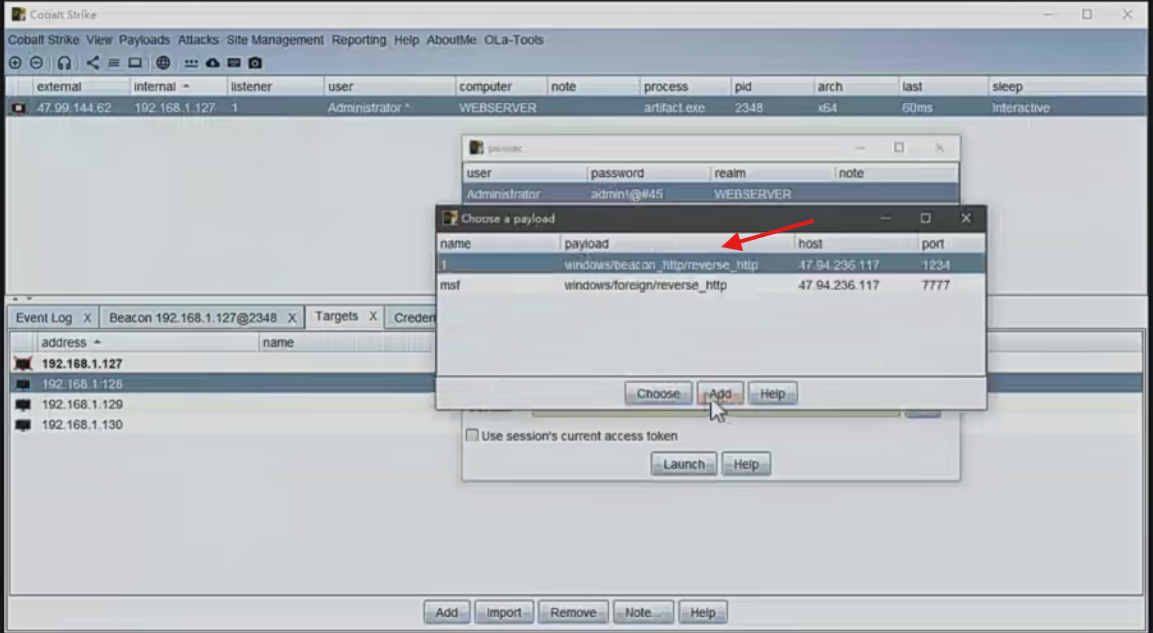 Cobalt Strike
Cobalt Strike View Payloads Attacks Site Management Reporting Help AboutMe OLa-Tools
external internal listener user computer note process pid arch last sleep
47.99.144.62 192.168.1.127 1 Administrator * WEBSERVER artifact.exe 2348 x64 60ms Interactive
user password realm note
Administrator admin!@#45 WEBSERVER
Choose a payload
name payload host port
1 windows/beacon_http/reverse_http 47.94.236.117 1234
msf windows/foreign/reverse_http 47.94.236.117 7777
Choose Add Help
Event Log X Beacon 192.168.1.127@2348 X Targets X Creden
address name
192.168.1.127
192.168.1.128
192.168.1.129
192.168.1.130
Use session's current access token
Launch Help
Add Import Remove Note... Help